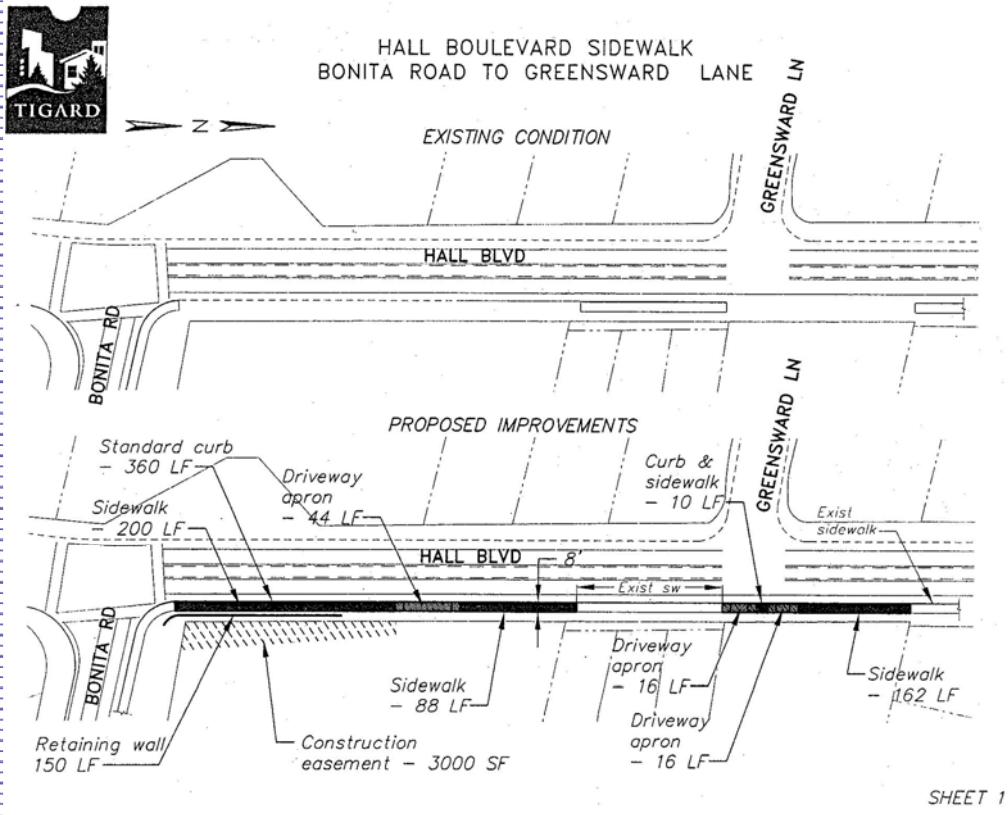 TIGARD
HALL BOULEVARD SIDEWALK
BONITA ROAD TO GREENSWARD LANE
N
EXISTING CONDITION
GREENSWARD LN
HALL BLVD
BONITA RD
PROPOSED IMPROVEMENTS
GREENSWARD LN
Standard curb
- 360 LF
Driveway
apron
- 44 LF
Sidewalk
- 200 LF
Curb &
sidewalk
- 10 LF
Exist
sidewalk
HALL BLVD
8'
Exist sw
BONITA RD
Driveway
apron
- 16 LF
Sidewalk
- 162 LF
Sidewalk
- 88 LF
Driveway
apron
- 16 LF
Retaining wall
150 LF
Construction
easement - 3000 SF
SHEET 1